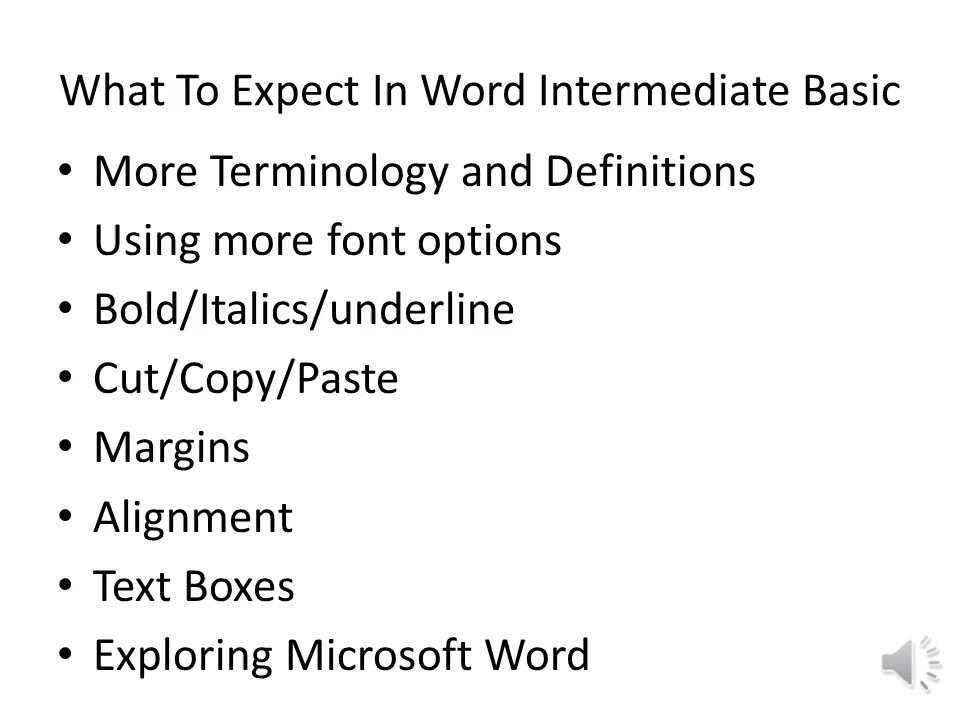 What To Expect In Word Intermediate Basic
• More Terminology and Definitions
• Using more font options
• Bold/Italics/underline
• Cut/Copy/Paste
• Margins
• Alignment
• Text Boxes
• Exploring Microsoft Word